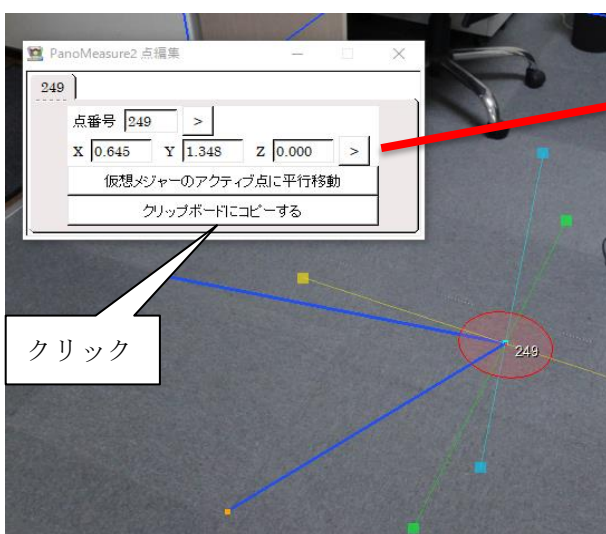 PanoMeasure2 点編集
249
点番号 249 >
X 0.645 Y 1.348 Z 0.000 >
仮想メジャーのアクティブ点に平行移動
クリップボードにコピーする
クリック
249